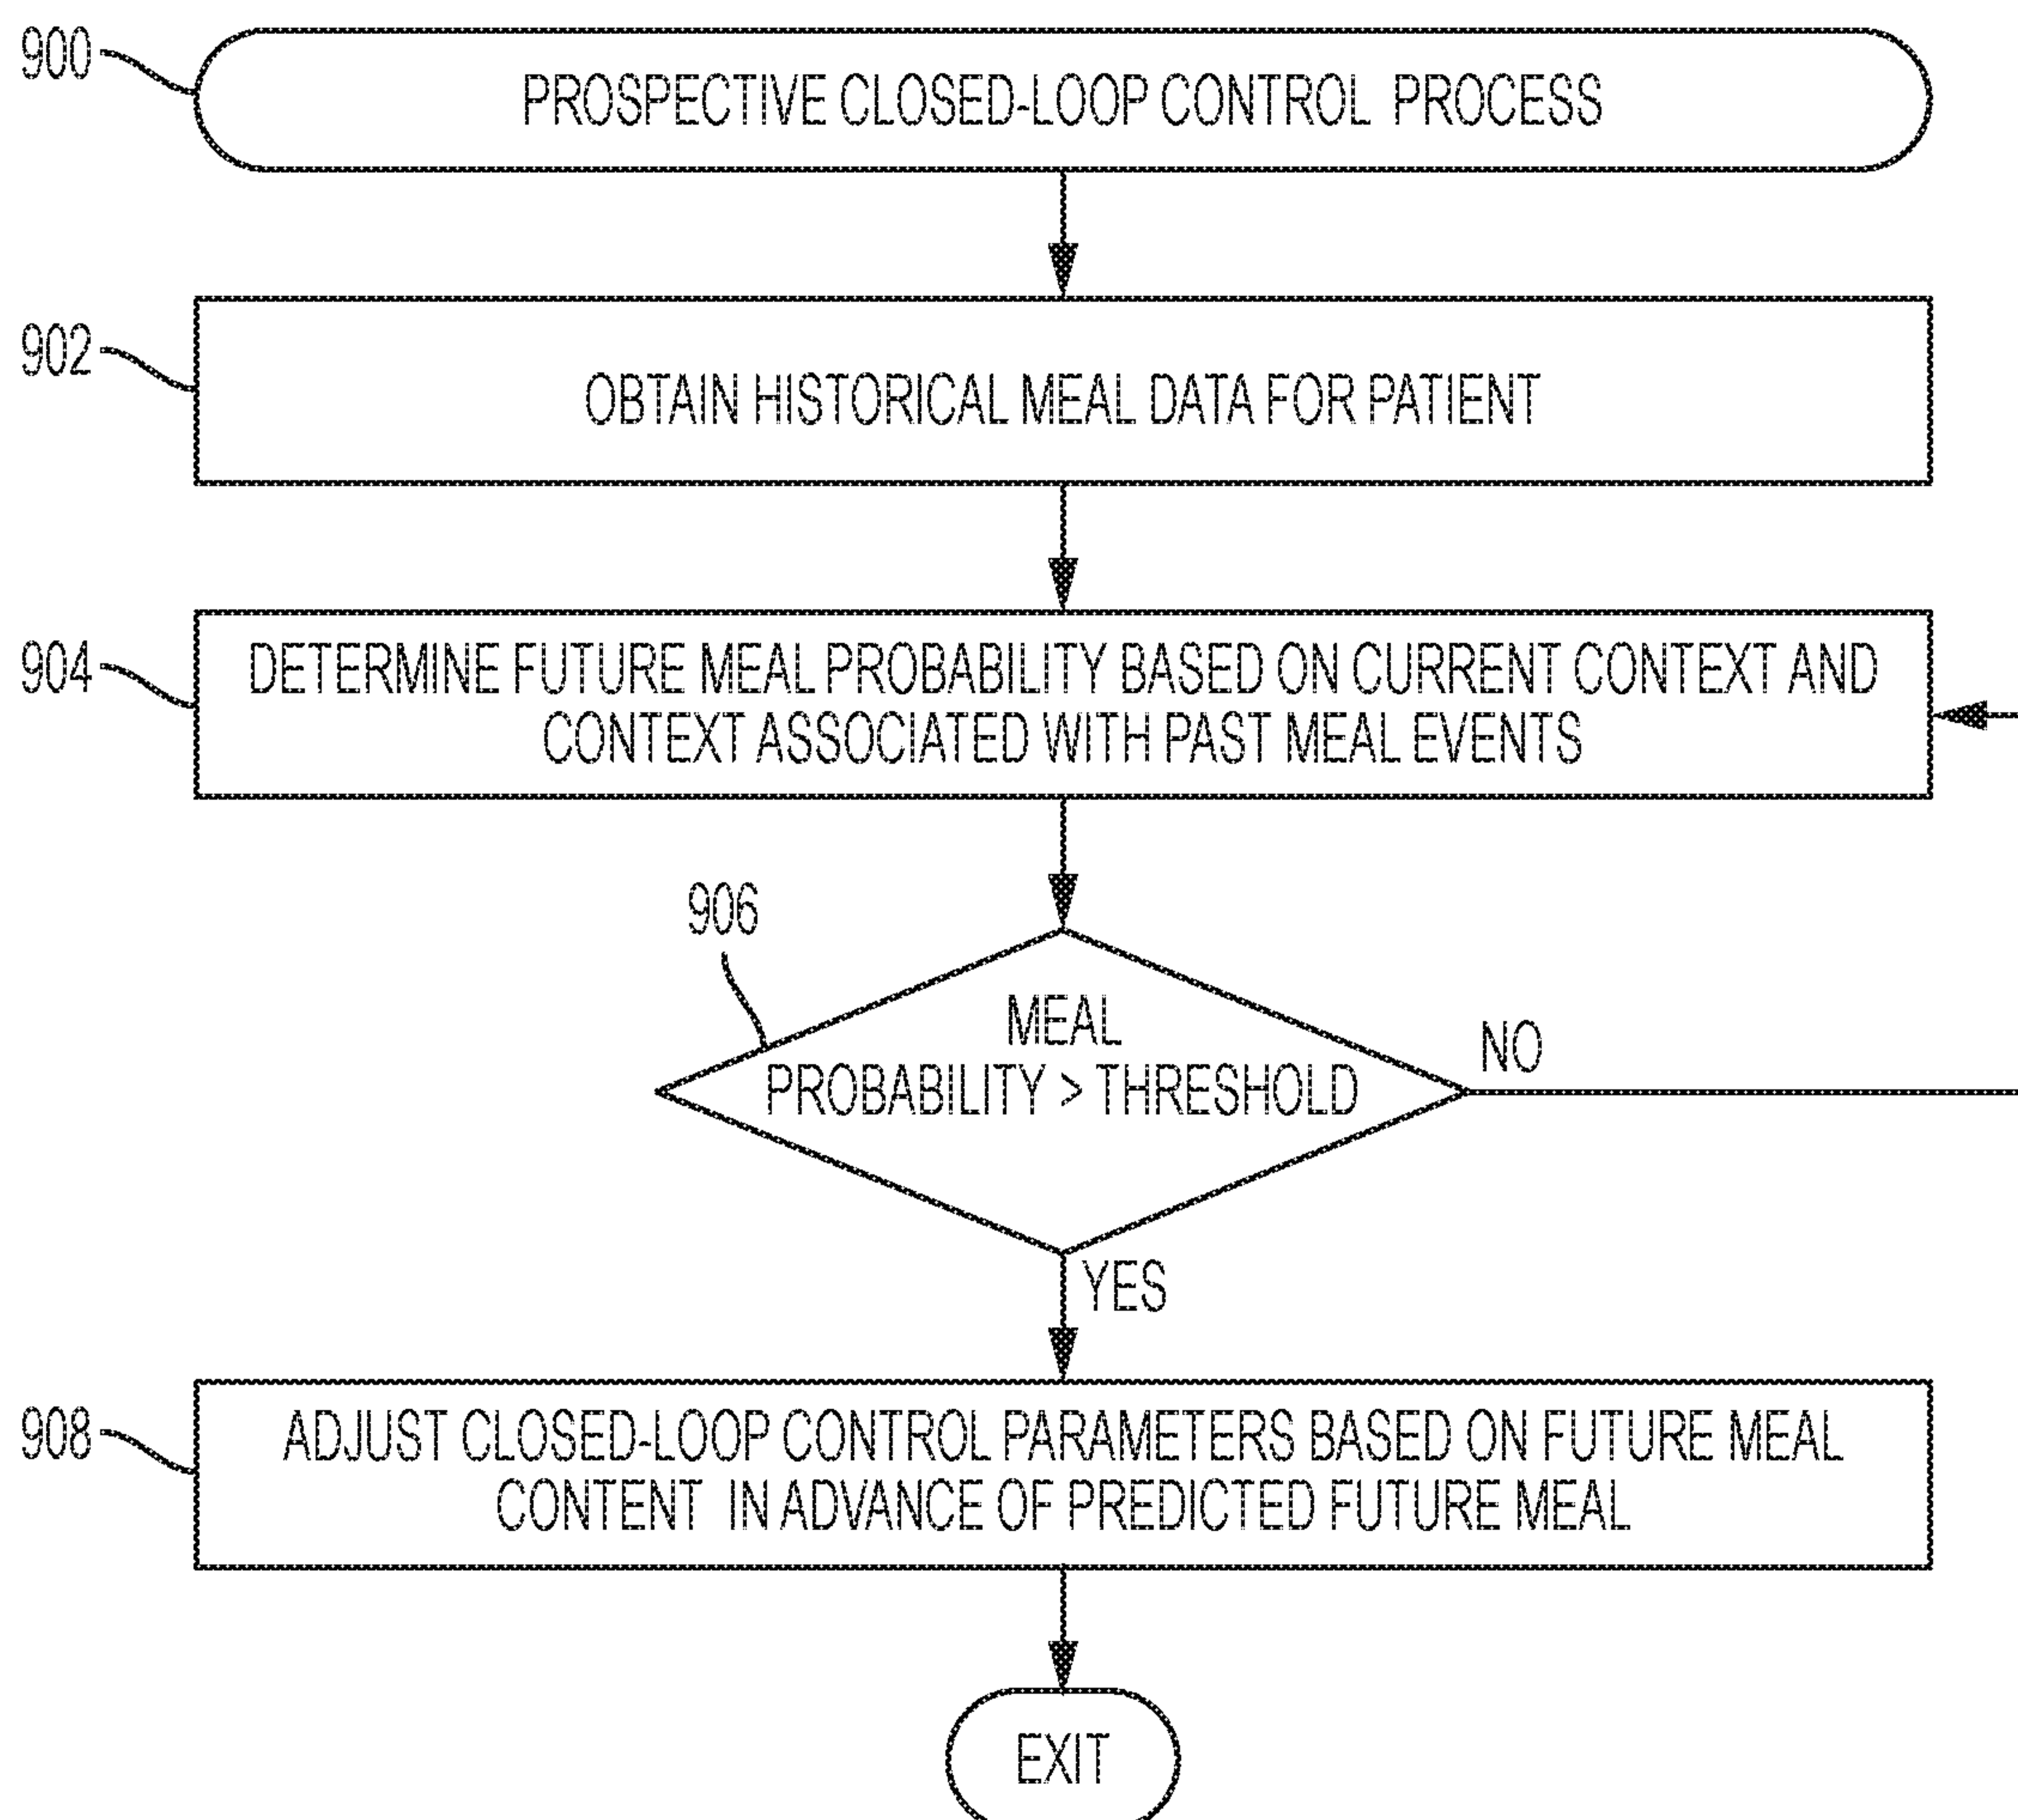 900
PROSPECTIVE CLOSED-LOOP CONTROL PROCESS
902
OBTAIN HISTORICAL MEAL DATA FOR PATIENT
904
DETERMINE FUTURE MEAL PROBABILITY BASED ON CURRENT CONTEXT AND
CONTEXT ASSOCIATED WITH PAST MEAL EVENTS
906
MEAL
PROBABILITY > THRESHOLD
NO
YES
908
ADJUST CLOSED-LOOP CONTROL PARAMETERS BASED ON FUTURE MEAL
CONTENT IN ADVANCE OF PREDICTED FUTURE MEAL
EXIT